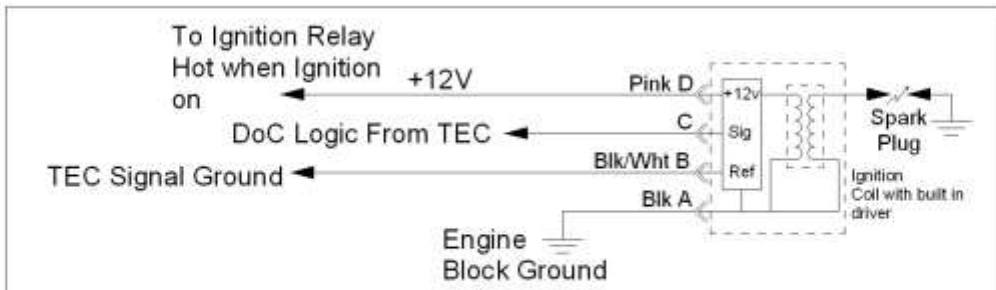 To Ignition Relay
Hot when Ignition
on
+12V
Pink D
+12v
DoC Logic From TEC
C
Sig
Spark
Plug
TEC Signal Ground
Blk/Wht B
Ref
Ignition
Coil with built in
driver
Blk A
Engine
Block Ground